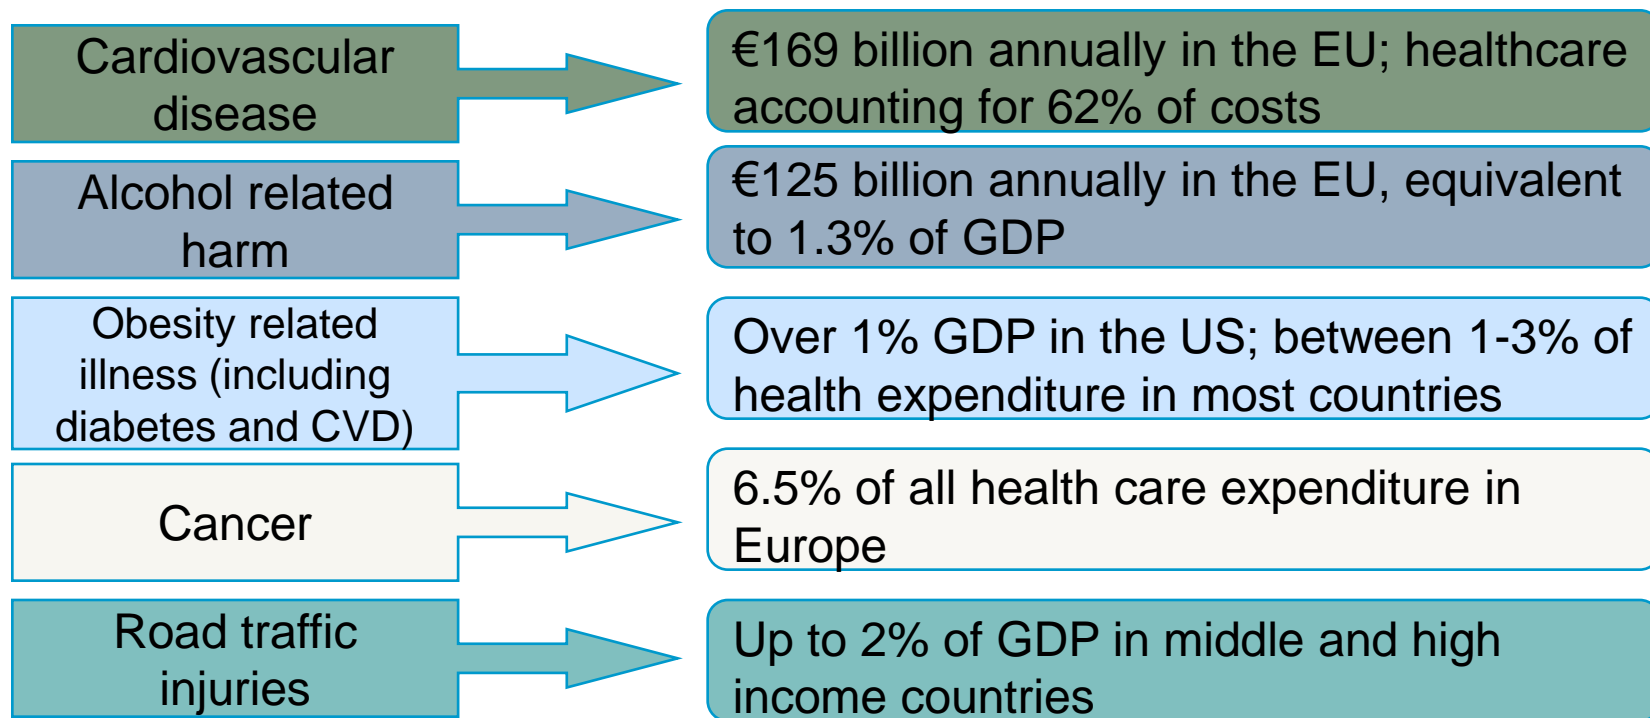 Cardiovascular
disease
€169 billion annually in the EU; healthcare
accounting for 62% of costs
Alcohol related
harm
€125 billion annually in the EU, equivalent
to 1.3% of GDP
Obesity related
illness (including
diabetes and CVD)
Over 1% GDP in the US; between 1-3% of
health expenditure in most countries
Cancer
6.5% of all health care expenditure in
Europe
Road traffic
injuries
Up to 2% of GDP in middle and high
income countries